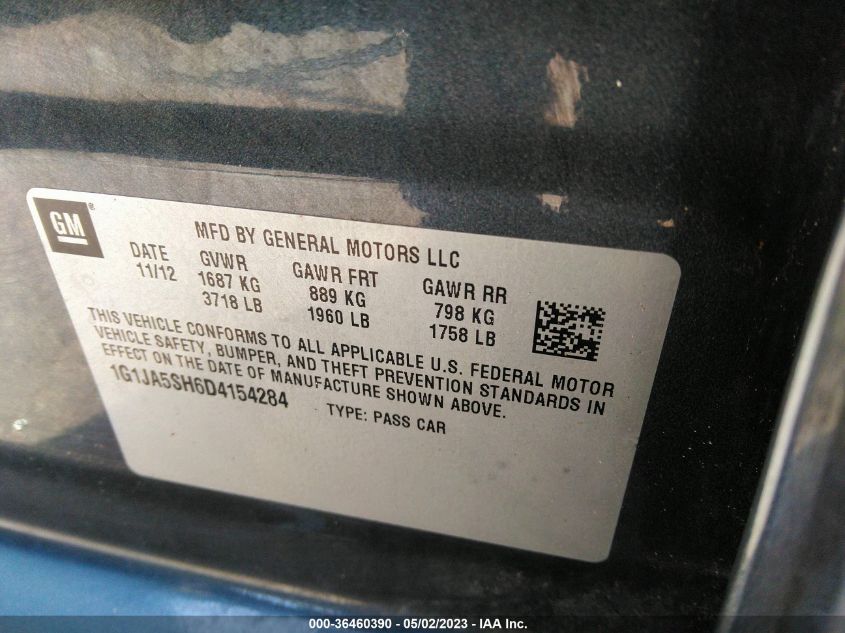 GM ®
MFD BY GENERAL MOTORS LLC
DATE GVWR GAWR FRT GAWR RR
11/12 1687 KG 889 KG 798 KG
3718 LB 1960 LB 1758 LB
THIS VEHICLE CONFORMS TO ALL APPLICABLE U.S. FEDERAL MOTOR
VEHICLE SAFETY, BUMPER, AND THEFT PREVENTION STANDARDS IN
EFFECT ON THE DATE OF MANUFACTURE SHOWN ABOVE.
1G1JA5SH6D4154284 TYPE: PASS CAR
000-36460390 - 05/02/2023 - IAA Inc.